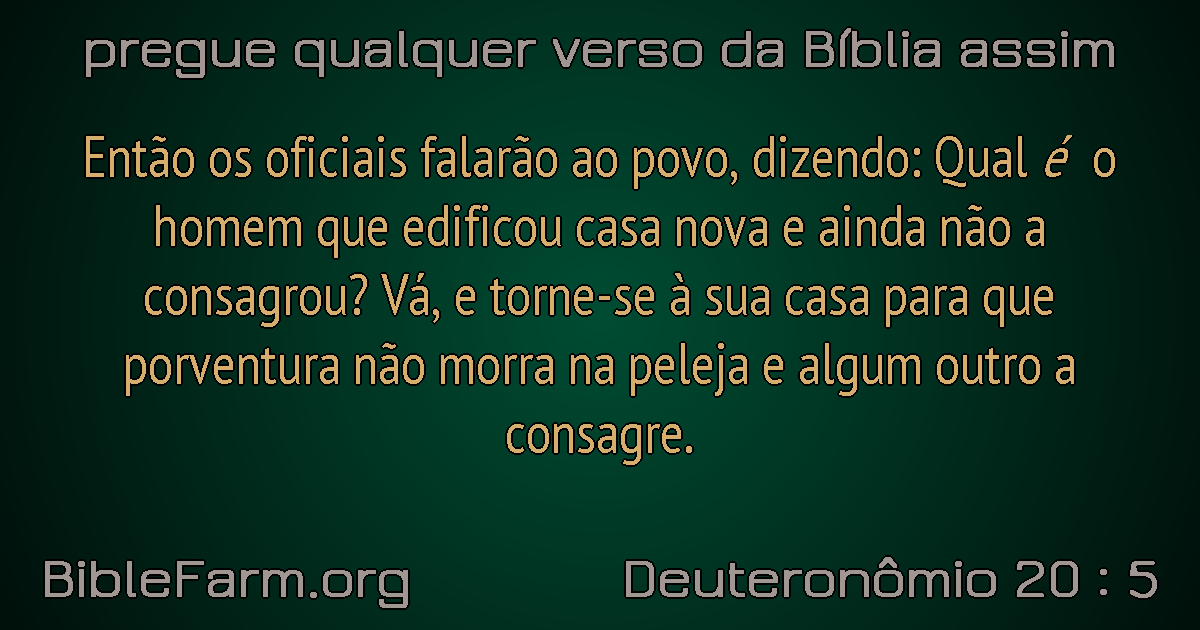 pregue qualquer verso da Bíblia assim
Então os oficiais falarão ao povo, dizendo: Qual é o
homem que edificou casa nova e ainda não a
consagrou? Vá, e torne-se à sua casa para que
porventura não morra na peleja e algum outro a
consagre.
BibleFarm.org
Deuteronômio 20 : 5